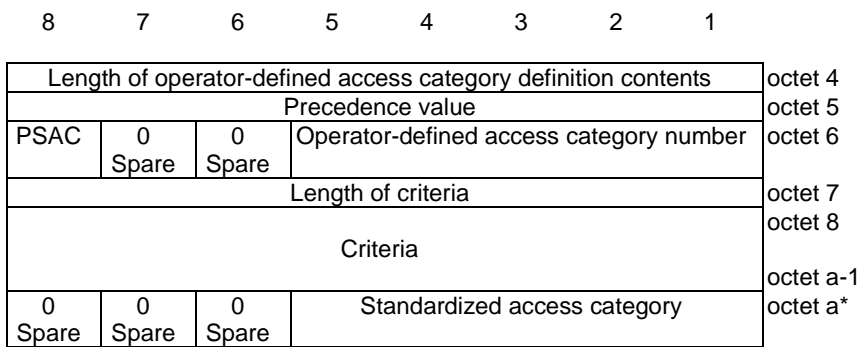 8 7 6 5 4 3 2 1
Length of operator-defined access category definition contents octet 4
Precedence value octet 5
PSAC 0 0 Operator-defined access category number octet 6
Spare Spare
Length of criteria octet 7
octet 8
Criteria
octet a-1
0 0 0 Standardized access category octet a*
Spare Spare Spare